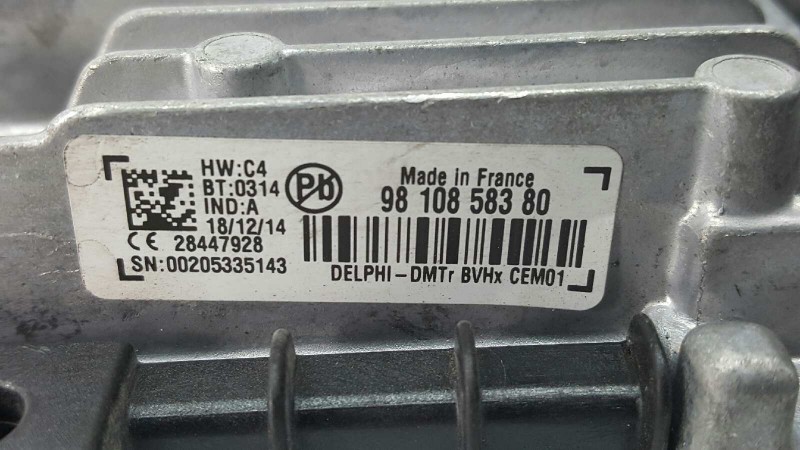 HW:C4
BT:0314
IND:A
18/12/14
CE 28447928
SN:00205335143
Pb
Made in France
98 108 583 80
DELPHI-DMTr BVHx CEM01